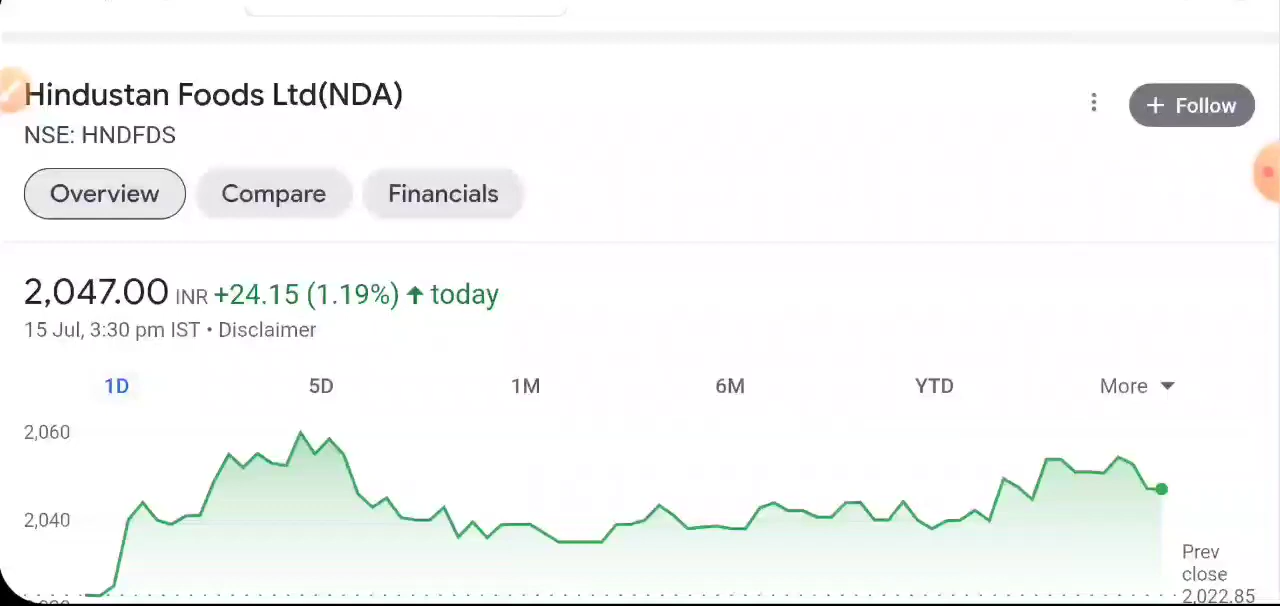 Hindustan Foods Ltd(NDA)
NSE: HNDFDS
+ Follow
Overview Compare Financials
2,047.00 INR +24.15 (1.19%) ↑ today
15 Jul, 3:30 pm IST • Disclaimer
1D 5D 1M 6M YTD More
2,060
2,040
Prev
close
2,022.85